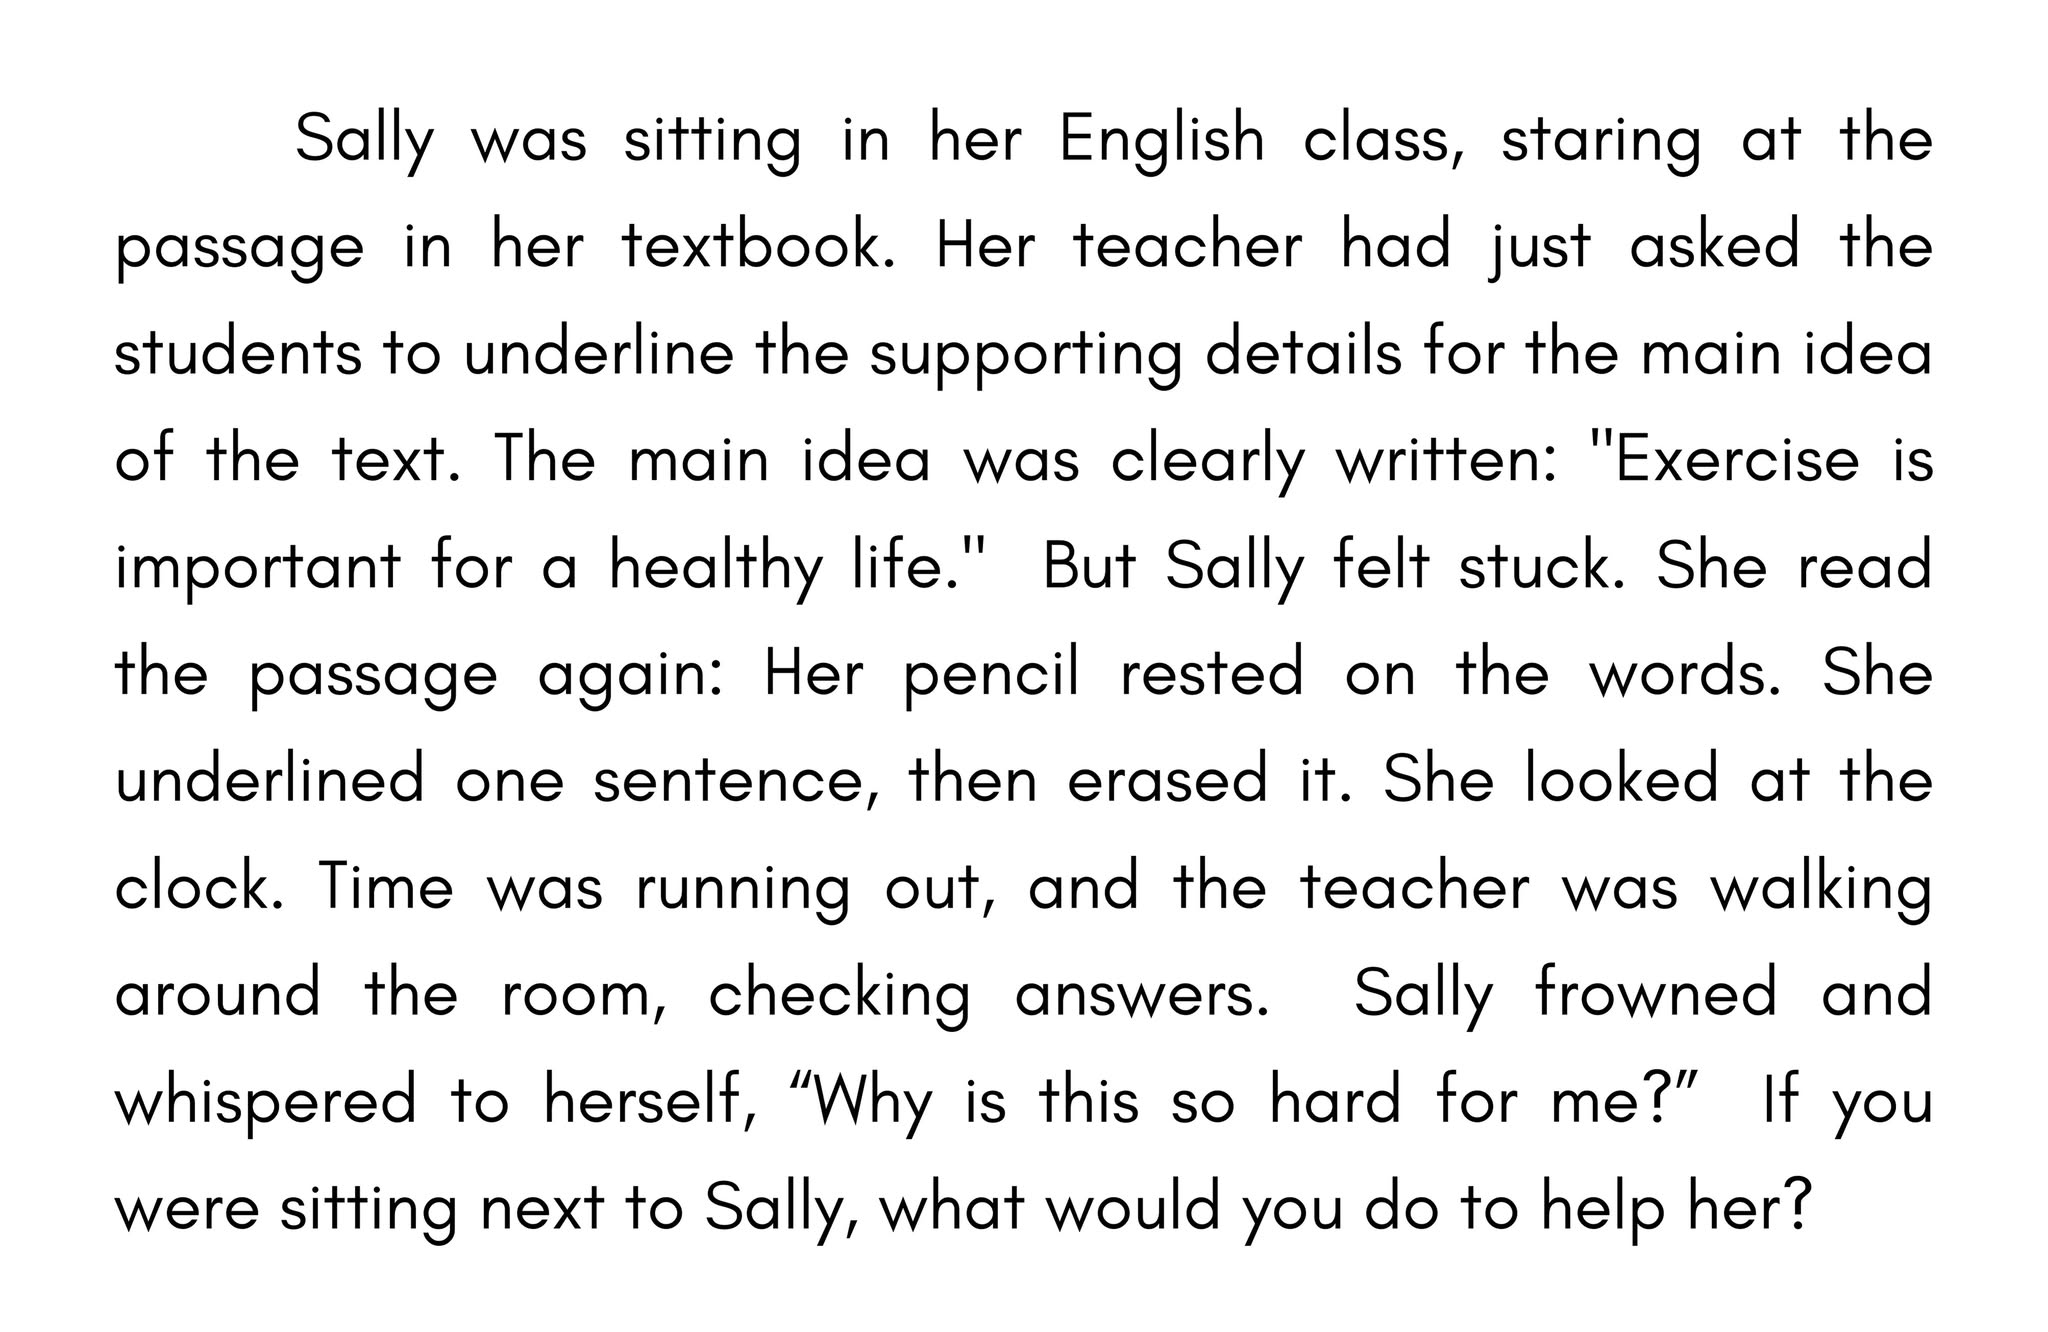 Sally was sitting in her English class, staring at the
passage in her textbook. Her teacher had just asked the
students to underline the supporting details for the main idea
of the text. The main idea was clearly written: "Exercise is
important for a healthy life."  But Sally felt stuck. She read
the passage again: Her pencil rested on the words. She
underlined one sentence, then erased it. She looked at the
clock. Time was running out, and the teacher was walking
around the room, checking answers.  Sally frowned and
whispered to herself, “Why is this so hard for me?”  If you
were sitting next to Sally, what would you do to help her?